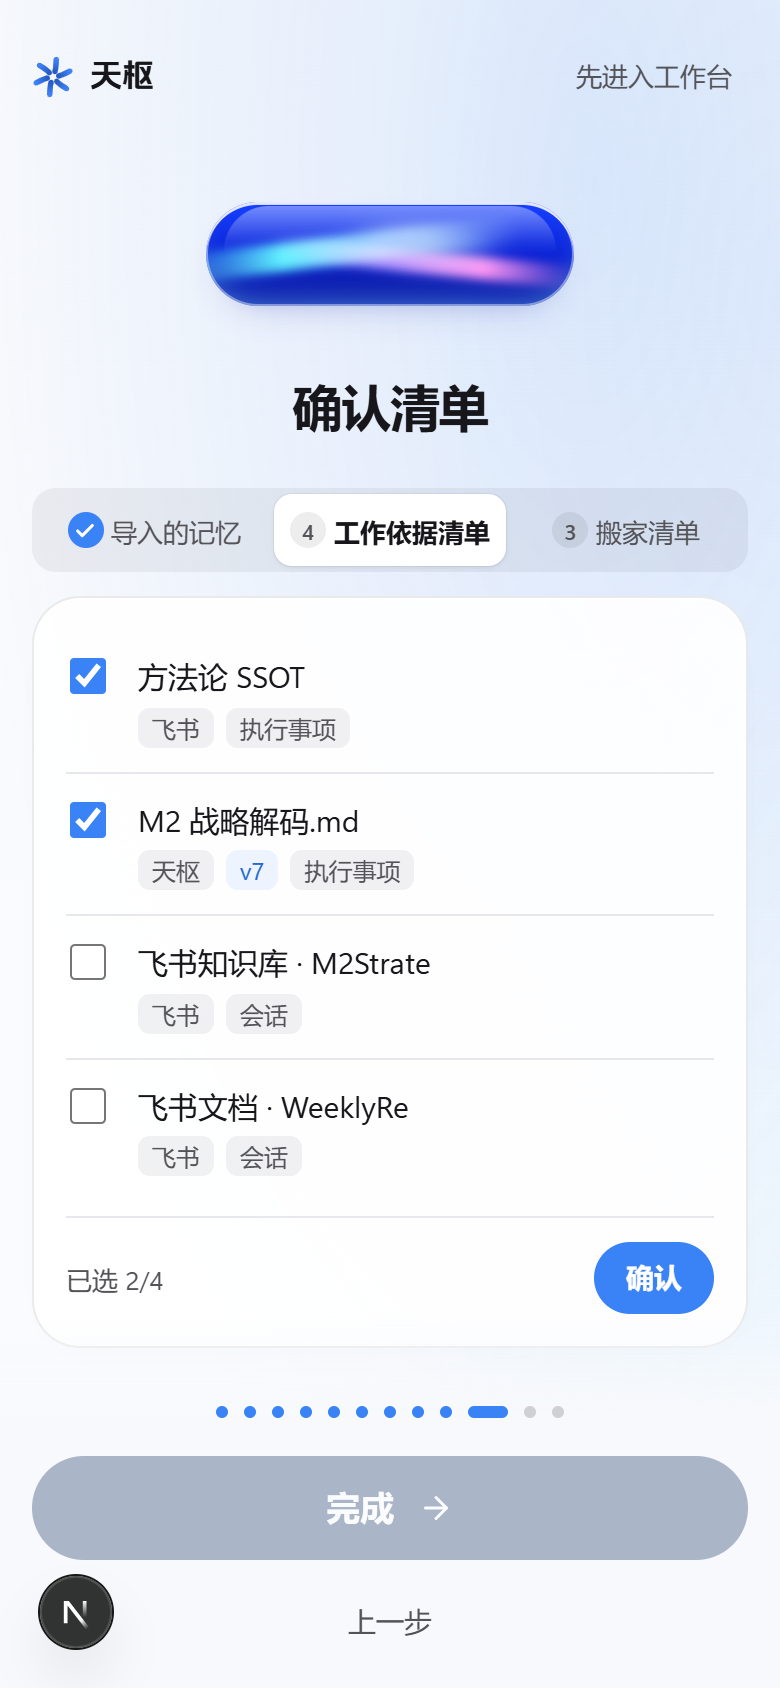 天枢
先进入工作台
确认清单
导入的记忆
4 工作依据清单
3 搬家清单
方法论 SSOT
飞书 执行事项
M2 战略解码.md
天枢 v7 执行事项
飞书知识库 · M2Strate
飞书 会话
飞书文档 · WeeklyRe
飞书 会话
已选 2/4
确认
完成 →
N
上一步